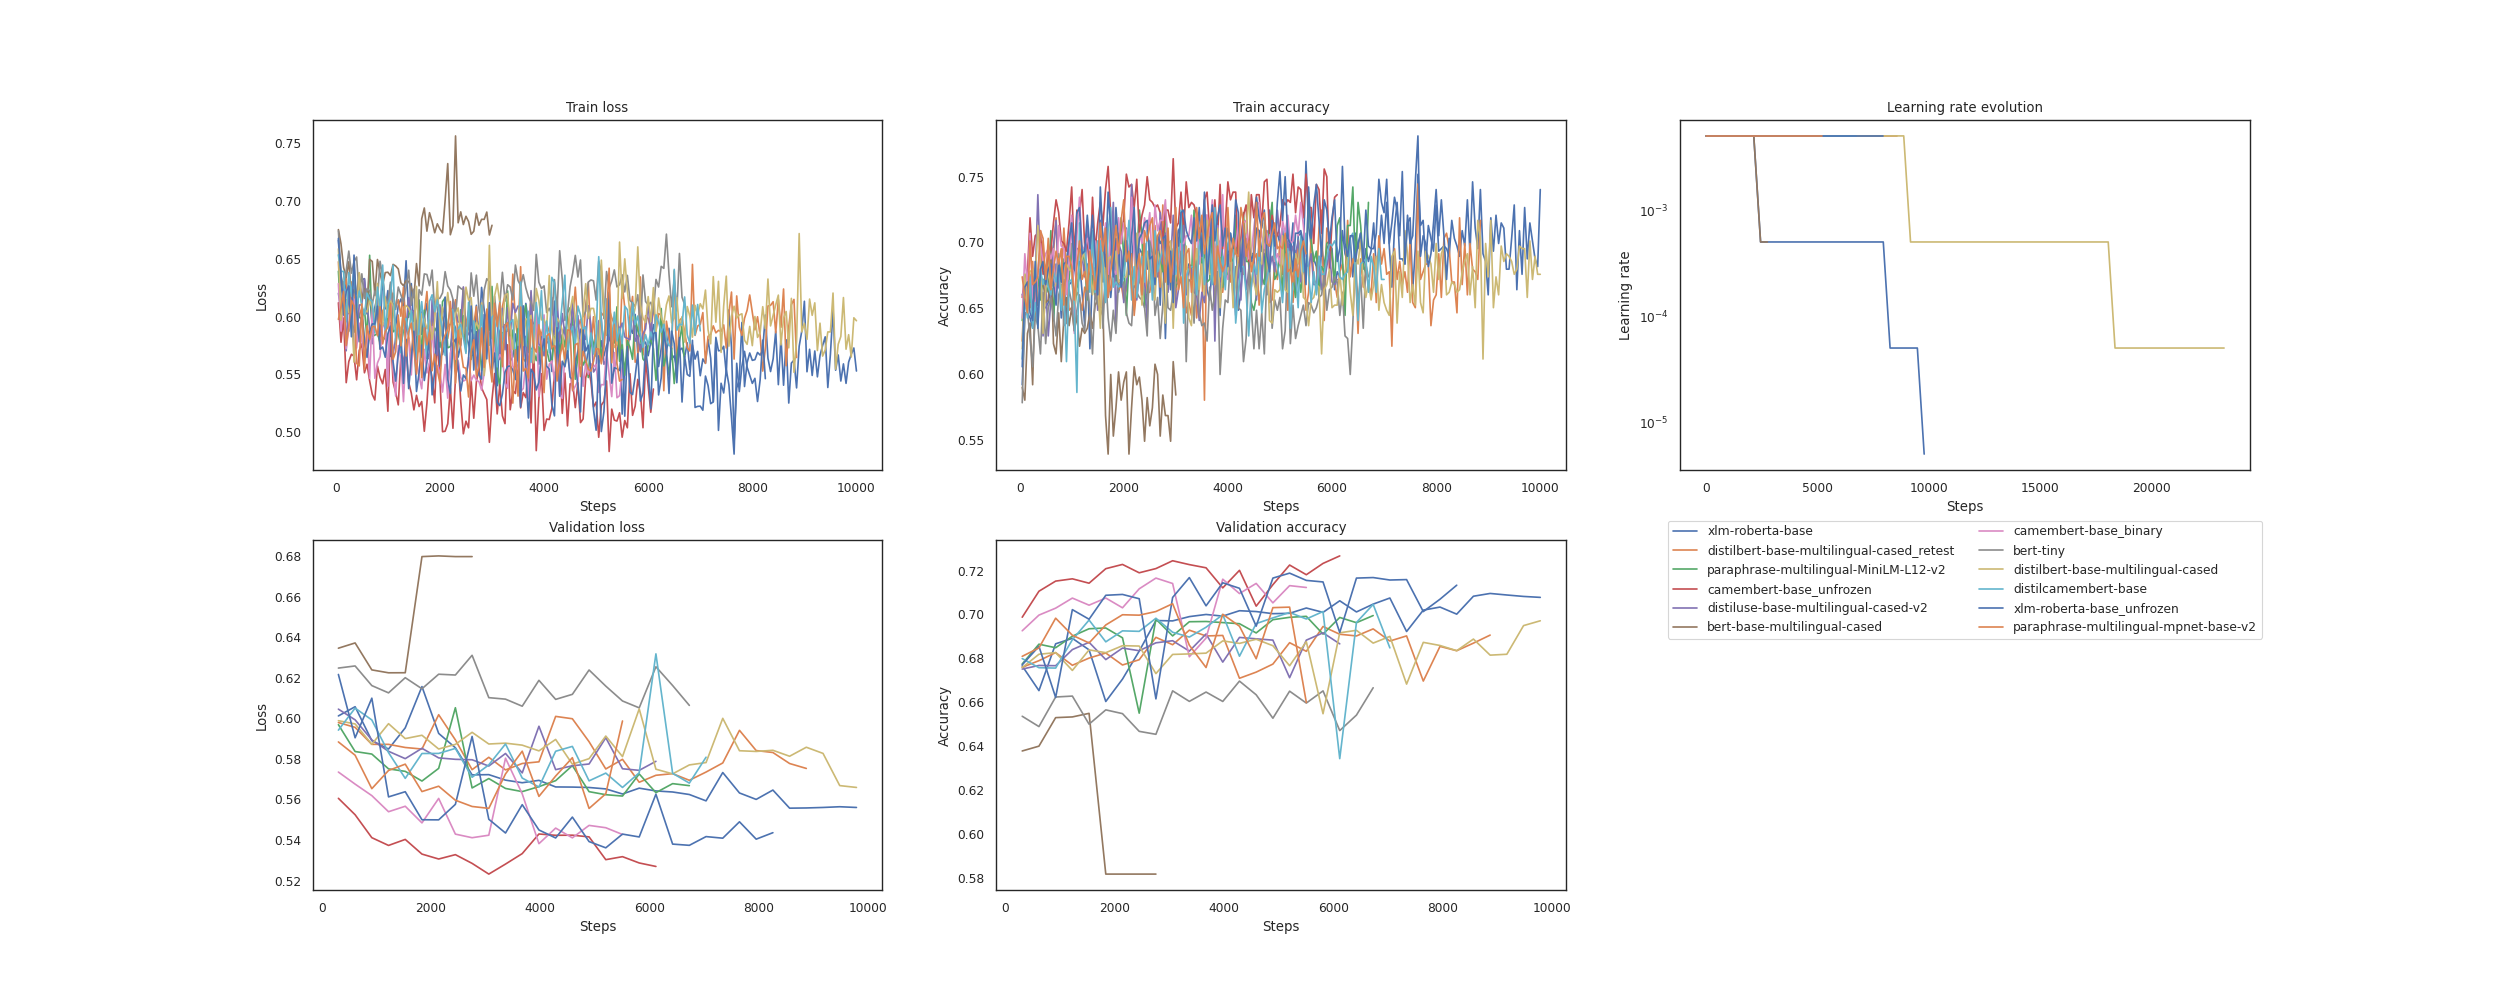 Train loss
0.75
0.70
0.65
0.60
0.55
0.50
Loss
0 2000 4000 6000 8000 10000
Steps
Train accuracy
0.75
0.70
0.65
0.60
0.55
Accuracy
0 2000 4000 6000 8000 10000
Steps
Learning rate evolution
10⁻³
10⁻⁴
10⁻⁵
Learning rate
0 5000 10000 15000 20000
Steps
Validation loss
0.68
0.66
0.64
0.62
0.60
0.58
0.56
0.54
0.52
Loss
0 2000 4000 6000 8000 10000
Steps
Validation accuracy
0.72
0.70
0.68
0.66
0.64
0.62
0.60
0.58
Accuracy
0 2000 4000 6000 8000 10000
Steps
xlm-roberta-base
distilbert-base-multilingual-cased_retest
paraphrase-multilingual-MiniLM-L12-v2
camembert-base_unfrozen
distiluse-base-multilingual-cased-v2
bert-base-multilingual-cased
camembert-base_binary
bert-tiny
distilbert-base-multilingual-cased
distilcamembert-base
xlm-roberta-base_unfrozen
paraphrase-multilingual-mpnet-base-v2